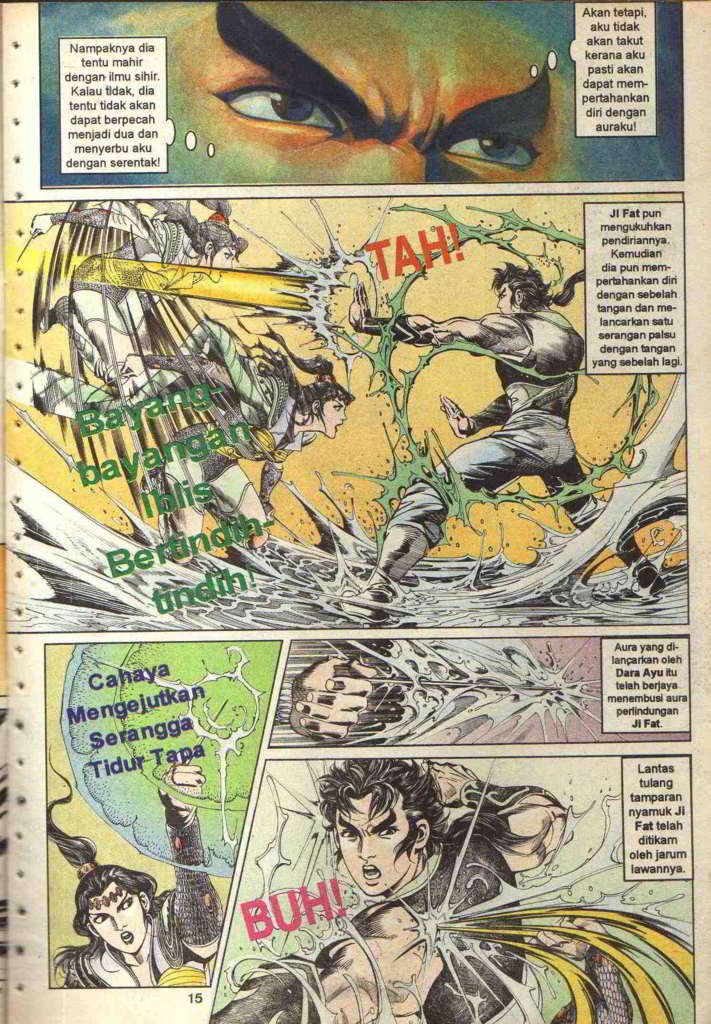 Nampaknya dia
tentu mahir
dengan ilmu sihir.
Kalau tidak, dia
tentu tidak akan
dapat berpecah
menjadi dua dan
menyerbu aku
dengan serentak!
Akan tetapi,
aku tidak
akan takut
kerana aku
pasti akan
dapat mem-
pertahankan
dengan
auraku!
TAH!
JI Fat pun
mengukuhkan
pendiriannya.
Kemudian
dia pun mem-
pertahankan diri
dengan sebelah
tangan dan me-
lancarkan satu
serangan palsu
dengan tangan
yang sebelah lagi.
Bayang-
bayangan
Iblis
Bertindih-
tindih!
Cahaya
Mengejutkan
Serangga
Tidur Tapa
Aura yang di-
lancarkan oleh
Dara Ayu itu
telah berjaya
menembusi aura
perlindungan
JI Fat.
Lantas
tulang
tamparan
nyamuk Ji
Fat telah
ditikam
oleh jarum
lawannya.
BUH!
15